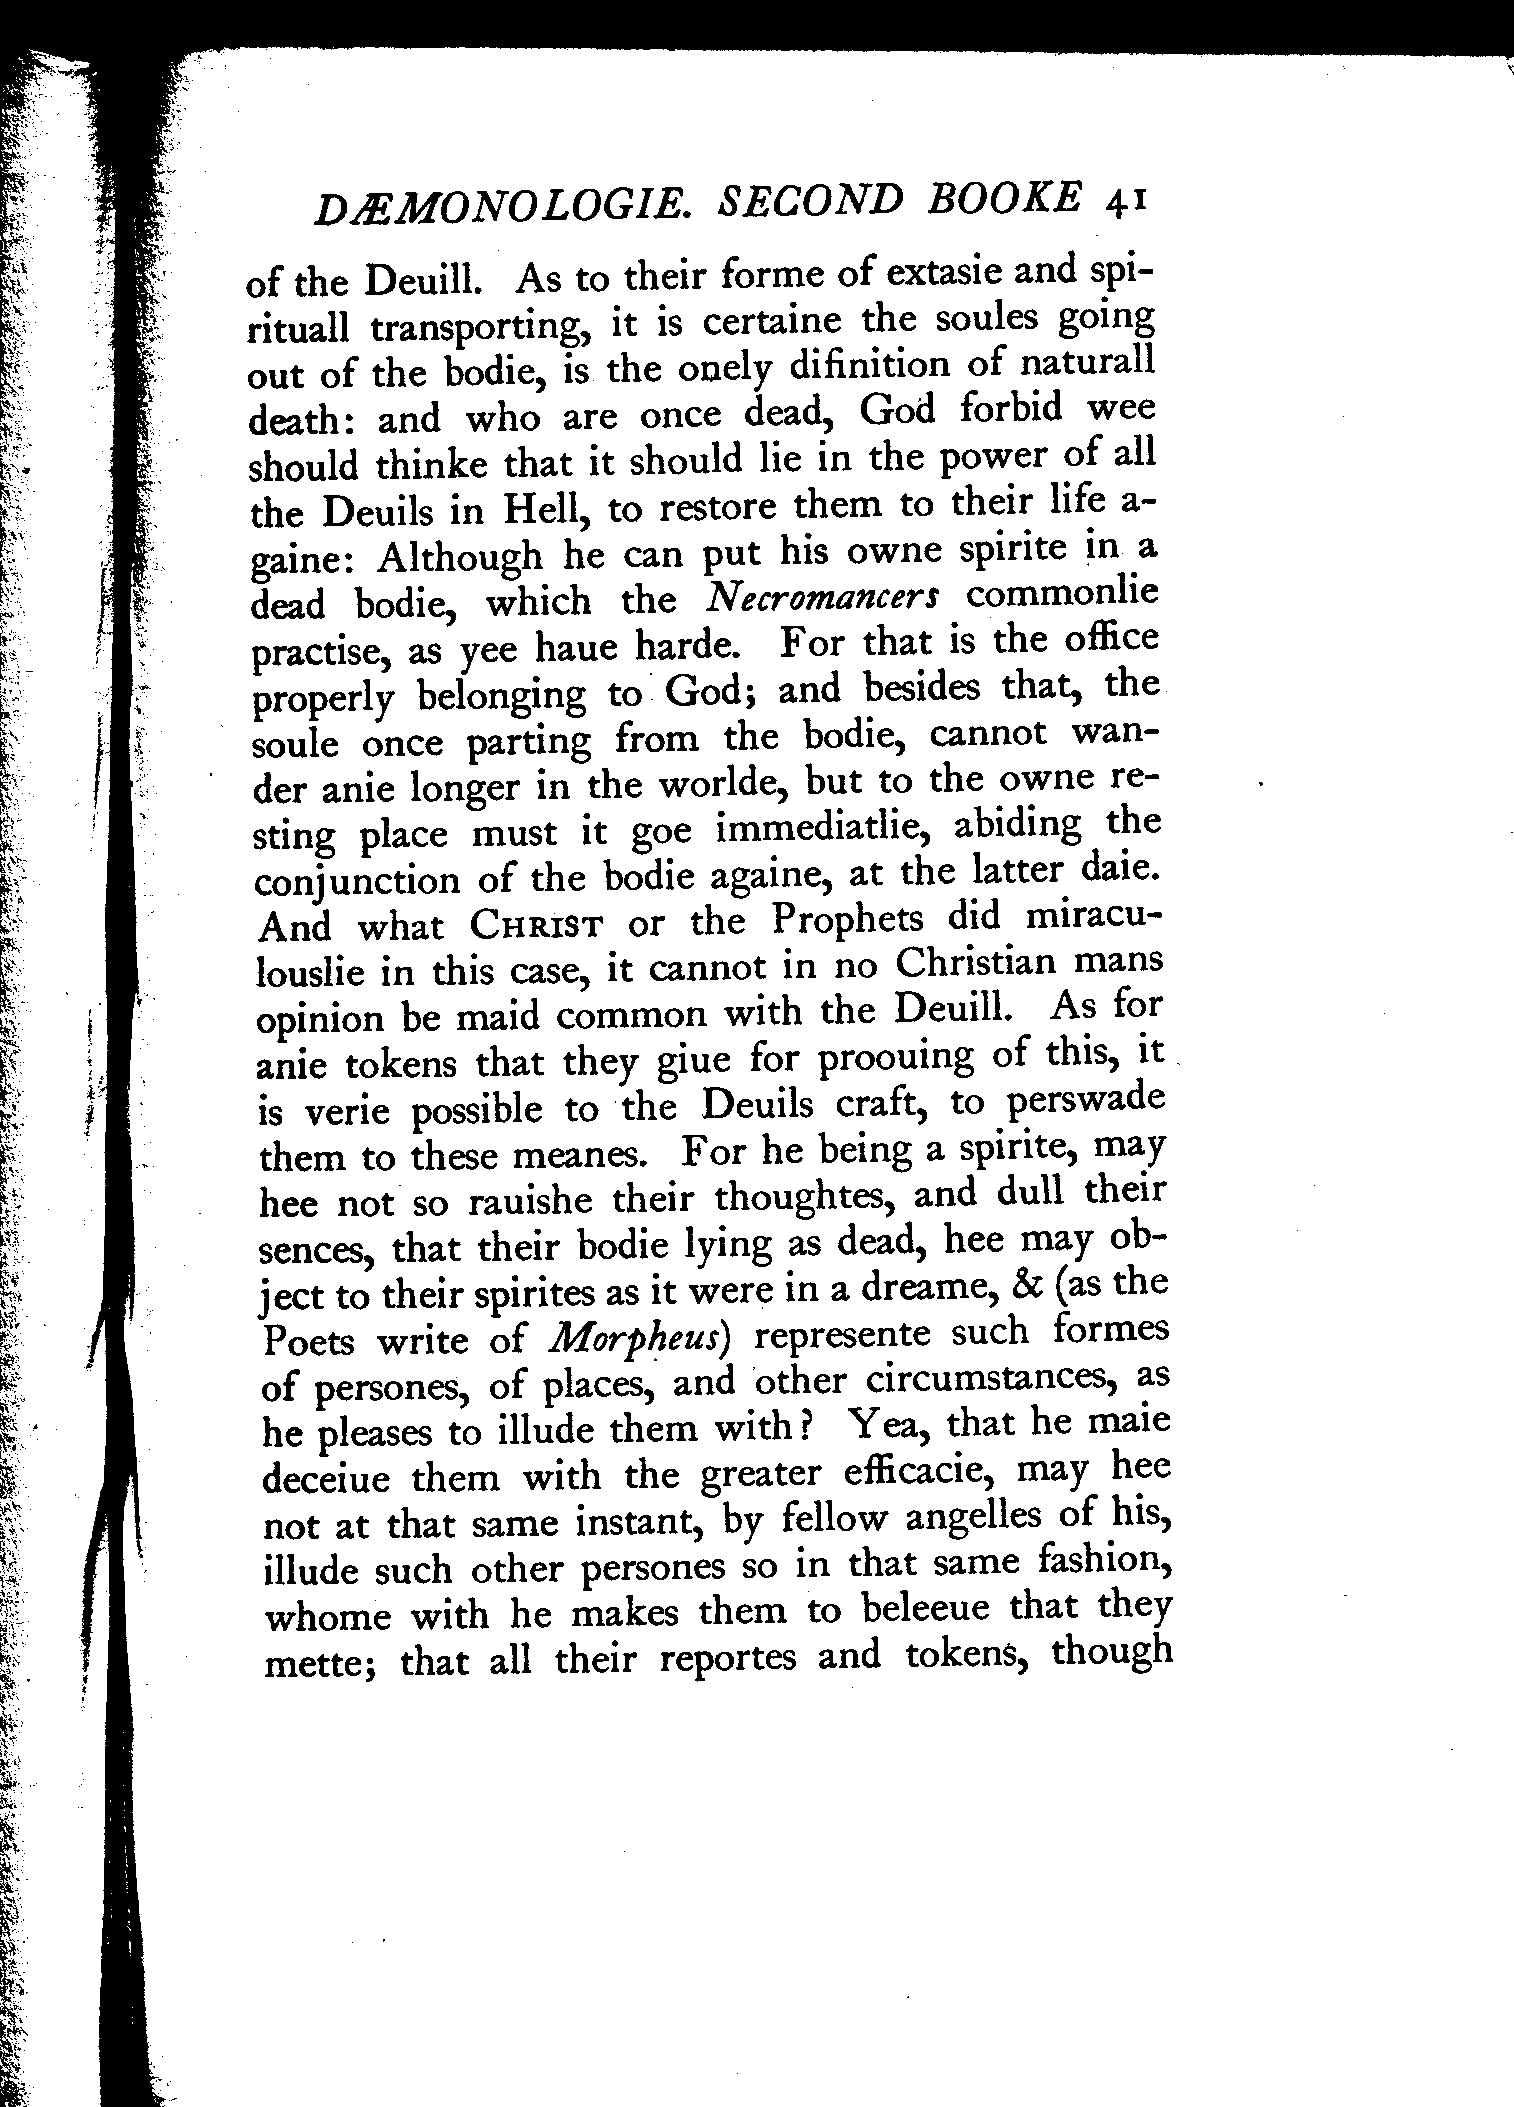 DÆMONOLOGIE. SECOND BOOKE 41
of the Deuill. As to their forme of extasie and spi-
rituall transporting, it is certaine the soules going
out of the bodie, is the onely difinition of naturall
death: and who are once dead, God forbid wee
should thinke that it should lie in the power of all
the Deuils in Hell, to restore them to their life a-
gaine: Although he can put his owne spirite in a
dead bodie, which the Necromancers commonlie
practise, as yee haue harde. For that is the office
properly belonging to God; and besides that, the
soule once parting from the bodie, cannot wan-
der anie longer in the worlde, but to the owne re-
sting place must it goe immediatlie, abiding the
conjunction of the bodie againe, at the latter daie.
And what CHRIST or the Prophets did miracu-
louslie in this case, it cannot in no Christian mans
opinion be maid common with the Deuill. As for
anie tokens that they giue for proouing of this, it
is verie possible to the Deuils craft, to perswade
them to these meanes. For he being a spirite, may
hee not so rauishe their thoughtes, and dull their
sences, that their bodie lying as dead, hee may ob-
ject to their spirites as it were in a dreame, & (as the
Poets write of Morpheus) represente such formes
of persones, of places, and other circumstances, as
he pleases to illude them with? Yea, that he maie
deceiue them with the greater efficacie, may hee
not at that same instant, by fellow angelles of his,
illude such other persones so in that same fashion,
whome with he makes them to beleeue that they
mette; that all their reportes and tokens, though